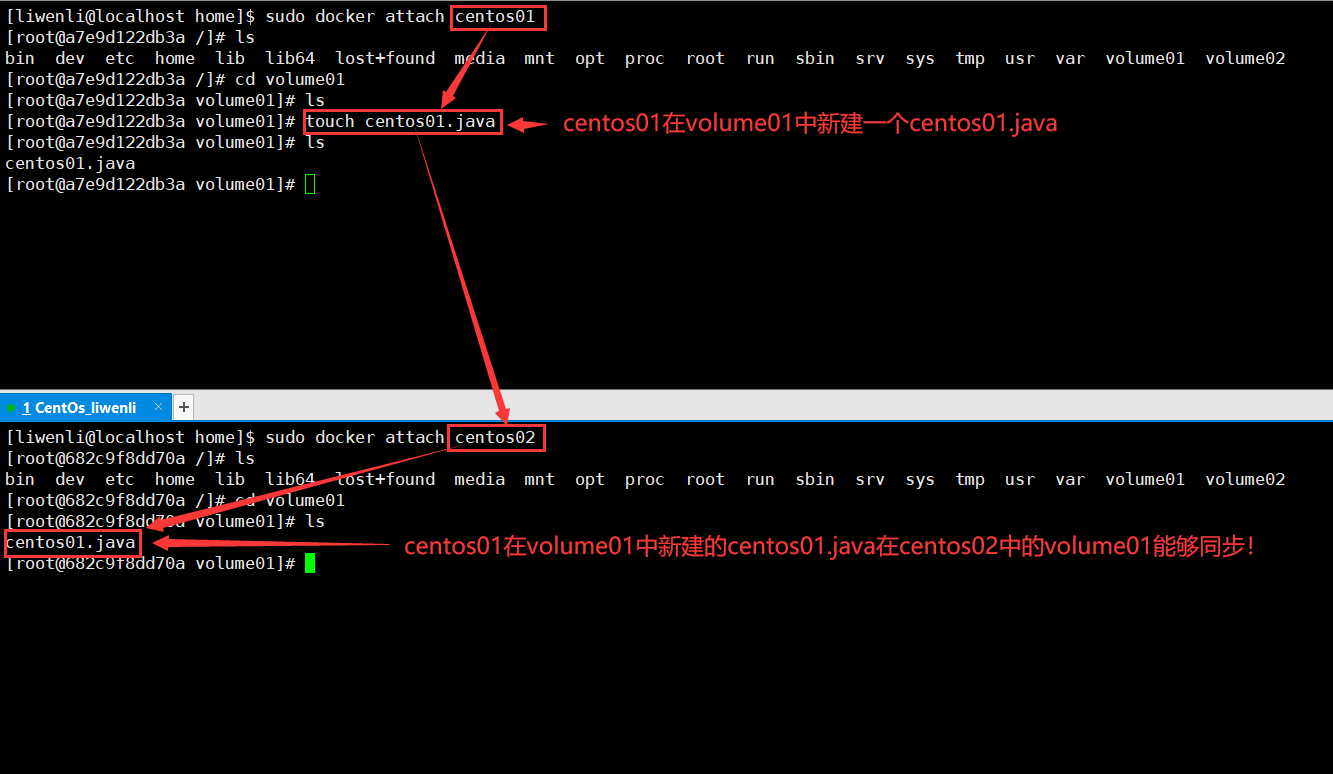 [liwenli@localhost home]$ sudo docker attach centos01
[root@a7e9d122db3a /]# ls
bin  dev  etc  home  lib  lib64  lost+found  media  mnt  opt  proc  root  run  sbin  srv  sys  tmp  usr  var  volume01  volume02
[root@a7e9d122db3a /]# cd volume01
[root@a7e9d122db3a volume01]# ls
[root@a7e9d122db3a volume01]# touch centos01.java centos01在volume01中新建一个centos01.java
[root@a7e9d122db3a volume01]# ls
centos01.java
[root@a7e9d122db3a volume01]#
1 CentOs_liwenli × +
[liwenli@localhost home]$ sudo docker attach centos02
[root@682c9f8dd70a /]# ls
bin  dev  etc  home  lib  lib64  lost+found  media  mnt  opt  proc  root  run  sbin  srv  sys  tmp  usr  var  volume01  volume02
[root@682c9f8dd70a /]# cd volume01
[root@682c9f8dd70a volume01]# ls
centos01.java centos01在volume01中新建的centos01.java在centos02中的volume01能够同步！
[root@682c9f8dd70a volume01]#